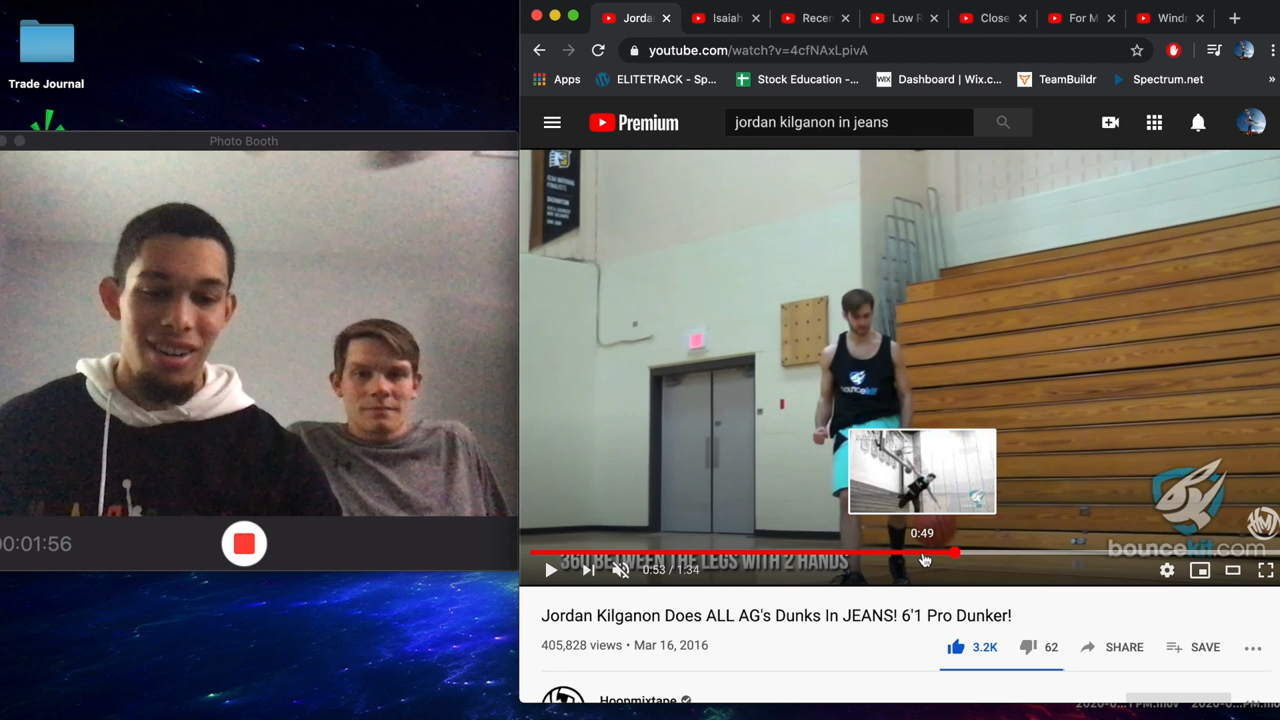 Jorda
Isaiah
Recen
Low R
Close
For M
Windr
youtube.com/watch?v=4cfNAxLpivA
Apps
ELITETRACK - Sp...
Stock Education -...
WIX
Dashboard | Wix.c...
TeamBuildr
Spectrum.net
»
Trade Journal
Premium
jordan kilganon in jeans
Photo Booth
bouncekit
0:49
bouncekit.com
360 BETWEEN THE LEGS WITH 2 HANDS
0:53 / 1:34
00:01:56
Jordan Kilganon Does ALL AG's Dunks In JEANS! 6'1 Pro Dunker!
405,828 views • Mar 16, 2016
3.2K
62
SHARE
SAVE
Hoopmixtape